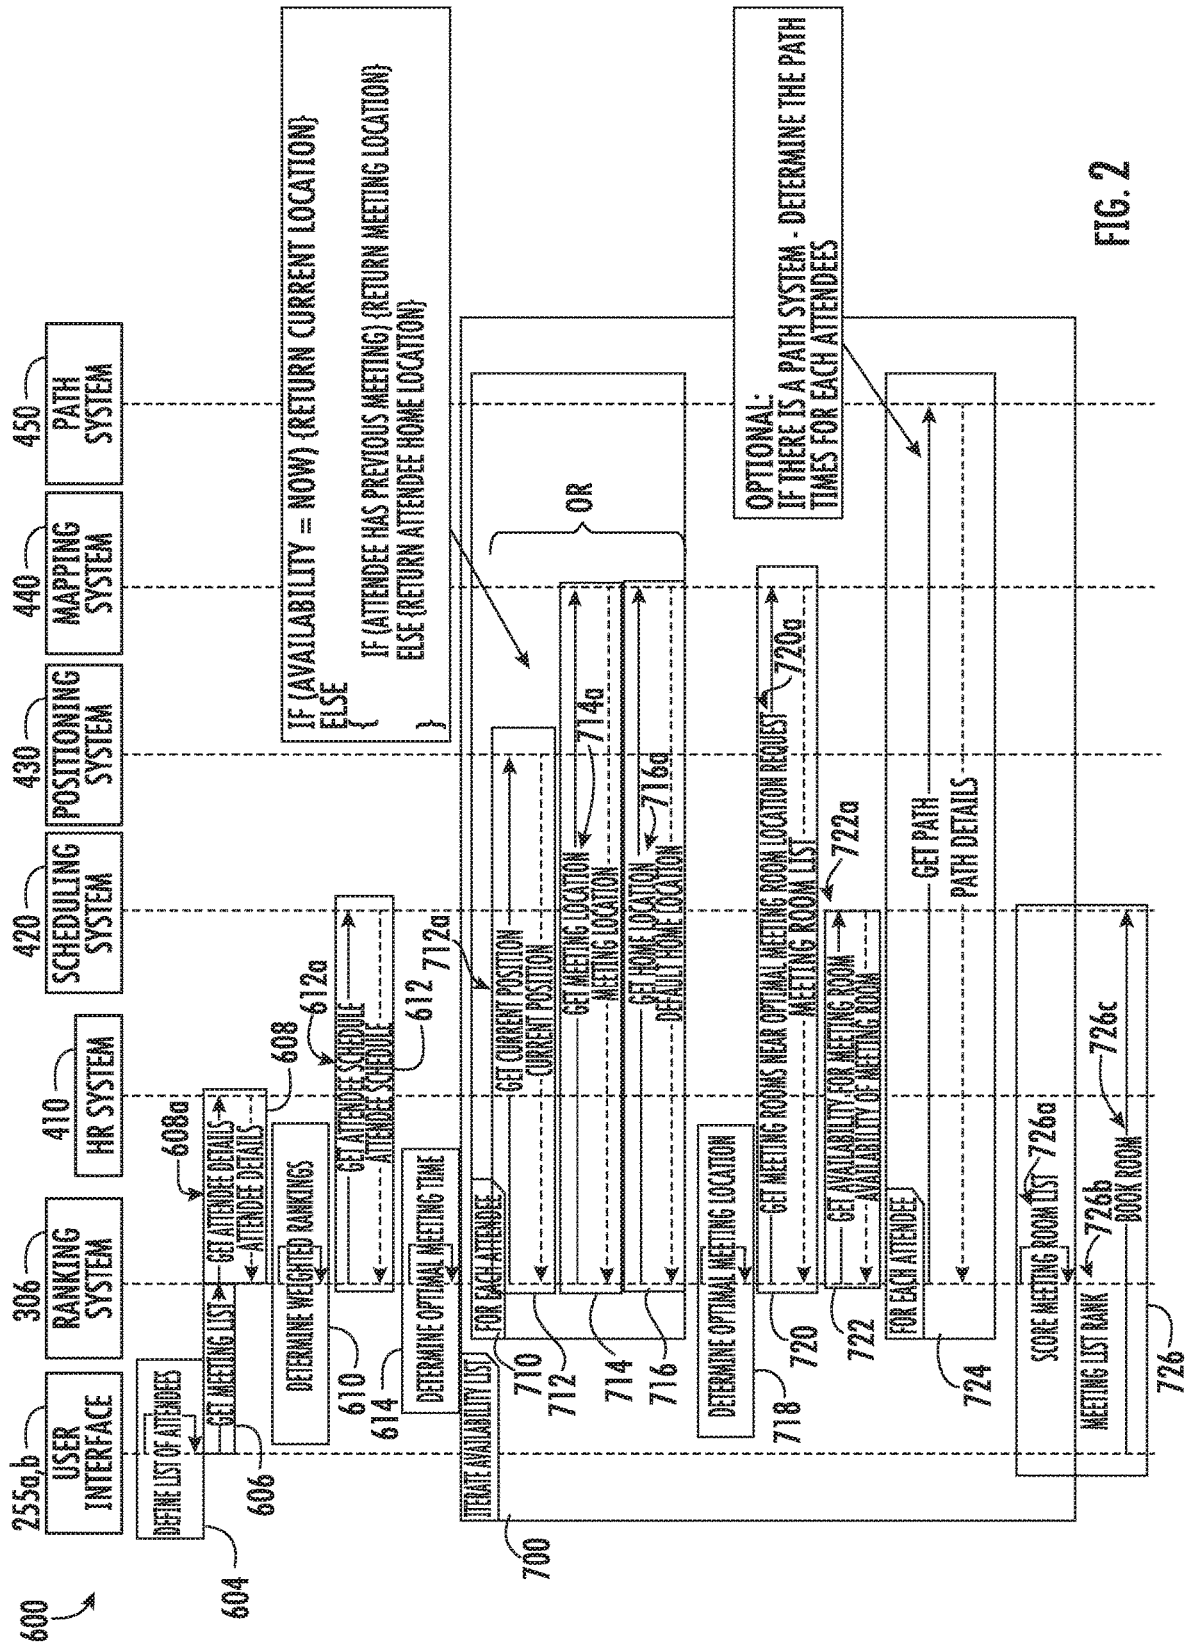 600
255a,b
USER
INTERFACE
306
RANKING
SYSTEM
410
HR SYSTEM
420
SCHEDULING
SYSTEM
430
POSITIONING
SYSTEM
440
MAPPING
SYSTEM
450
PATH
SYSTEM
DEFINE LIST OF ATTENDEES
604
GET MEETING LIST
606
608a
GET ATTENDEE DETAILS
ATTENDEE DETAILS
608
DETERMINE WEIGHTED RANKINGS
610
612a
GET ATTENDEE SCHEDULE
ATTENDEE SCHEDULE
612
614
DETERMINE OPTIMAL MEETING TIME
IF (AVAILABILITY = NOW) {RETURN CURRENT LOCATION}
ELSE
{
IF (ATTENDEE HAS PREVIOUS MEETING) {RETURN MEETING LOCATION}
ELSE {RETURN ATTENDEE HOME LOCATION}
}
ITERATE AVAILABILITY LIST
700
FOR EACH ATTENDEE
710
712a
GET CURRENT POSITION
CURRENT POSITION
712
GET MEETING LOCATION
714a
MEETING LOCATION
714
GET HOME LOCATION
716a
DEFAULT HOME LOCATION
716
OR
DETERMINE OPTIMAL MEETING LOCATION
718
GET MEETING ROOMS NEAR OPTIMAL MEETING ROOM LOCATION REQUEST
720a
MEETING ROOM LIST
720
722a
GET AVAILABILITY FOR MEETING ROOM
AVAILABILITY OF MEETING ROOM
722
OPTIONAL:
IF THERE IS A PATH SYSTEM - DETERMINE THE PATH
TIMES FOR EACH ATTENDEES
FOR EACH ATTENDEE
GET PATH
PATH DETAILS
724
SCORE MEETING ROOM LIST
726a
MEETING LIST RANK
726b
BOOK ROOM
726c
726
FIG. 2